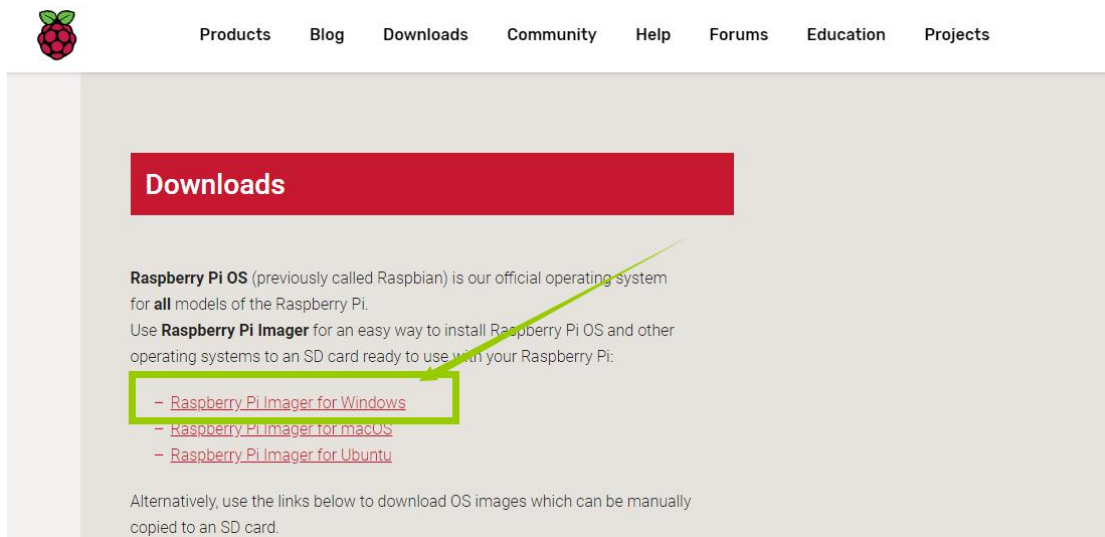 Products Blog Downloads Community Help Forums Education Projects
Downloads
Raspberry Pi OS (previously called Raspbian) is our official operating system
for all models of the Raspberry Pi.
Use Raspberry Pi Imager for an easy way to install Raspberry Pi OS and other
operating systems to an SD card ready to use with your Raspberry Pi:
– Raspberry Pi Imager for Windows
– Raspberry Pi Imager for macOS
– Raspberry Pi Imager for Ubuntu
Alternatively, use the links below to download OS images which can be manually
copied to an SD card.